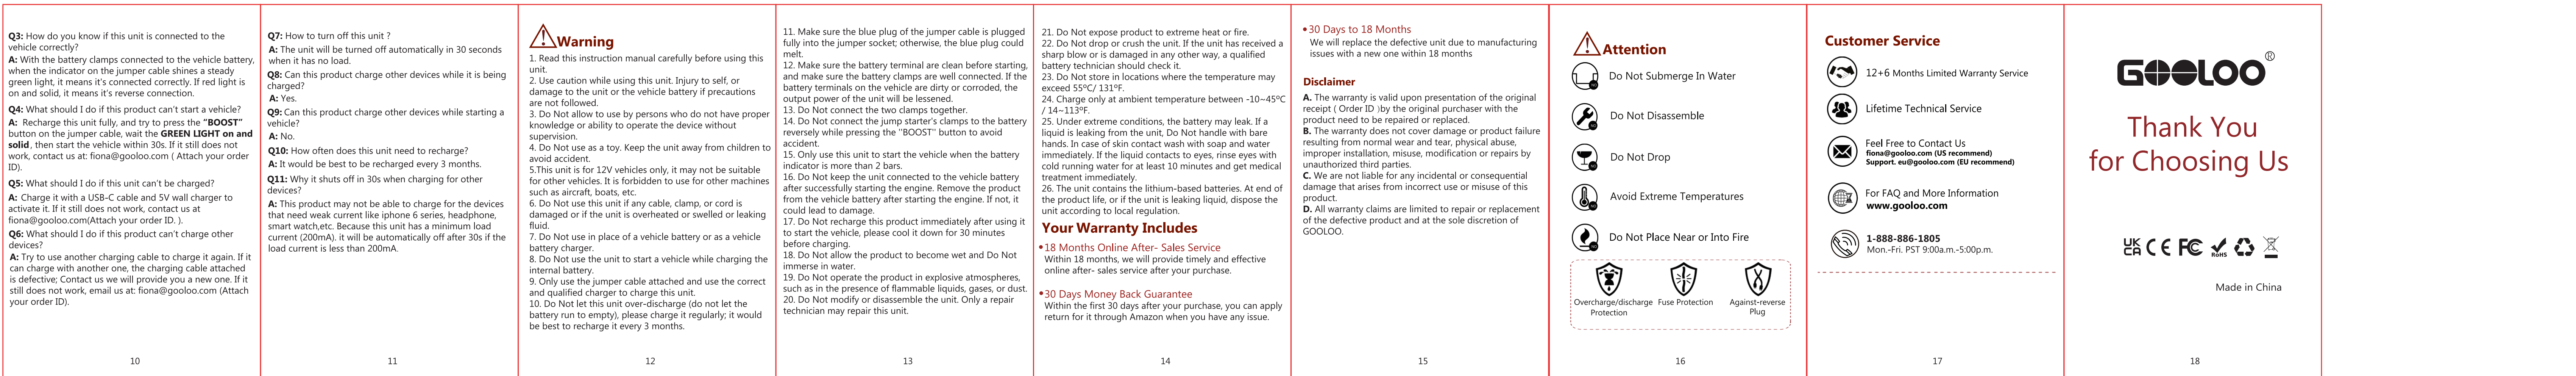 Q3: How do you know if this unit is connected to the
vehicle correctly?
A: With the battery clamps connected to the vehicle battery,
when the indicator on the jumper cable shines a steady
green light, it means it's connected correctly. If red light is
on and solid, it means it's reverse connection.
Q4: What should I do if this product can't start a vehicle?
A: Recharge this unit fully, and try to press the “BOOST”
button on the jumper cable, wait the GREEN LIGHT on and
solid, then start the vehicle within 30s. If it still does not
work, contact us at: fiona@gooloo.com ( Attach your order
ID).
Q5: What should I do if this unit can't be charged?
A: Charge it with a USB-C cable and 5V wall charger to
activate it. If it still does not work, contact us at
fiona@gooloo.com(Attach your order ID. ).
Q6: What should I do if this product can't charge other
devices?
A: Try to use another charging cable to charge it again. If it
can charge with another one, the charging cable attached
is defective; Contact us we will provide you a new one. If it
still does not work, email us at: fiona@gooloo.com (Attach
your order ID).
10
Q7: How to turn off this unit ?
A: The unit will be turned off automatically in 30 seconds
when it has no load.
Q8: Can this product charge other devices while it is being
charged?
A: Yes.
Q9: Can this product charge other devices while starting a
vehicle?
A: No.
Q10: How often does this unit need to recharge?
A: It would be best to be recharged every 3 months.
Q11: Why it shuts off in 30s when charging for other
devices?
A: This product may not be able to charge for the devices
that need weak current like iphone 6 series, headphone,
smart watch,etc. Because this unit has a minimum load
current (200mA). it will be automatically off after 30s if the
load current is less than 200mA.
11
Warning
1. Read this instruction manual carefully before using this
unit.
2. Use caution while using this unit. Injury to self, or
damage to the unit or the vehicle battery if precautions
are not followed.
3. Do Not allow to use by persons who do not have proper
knowledge or ability to operate the device without
supervision.
4. Do Not use as a toy. Keep the unit away from children to
avoid accident.
5.This unit is for 12V vehicles only, it may not be suitable
for other vehicles. It is forbidden to use for other machines
such as aircraft, boats, etc.
6. Do Not use this unit if any cable, clamp, or cord is
damaged or if the unit is overheated or swelled or leaking
fluid.
7. Do Not use in place of a vehicle battery or as a vehicle
battery charger.
8. Do Not use the unit to start a vehicle while charging the
internal battery.
9. Only use the jumper cable attached and use the correct
and qualified charger to charge this unit.
10. Do Not let this unit over-discharge (do not let the
battery run to empty), please charge it regularly; it would
be best to recharge it every 3 months.
12
11. Make sure the blue plug of the jumper cable is plugged
fully into the jumper socket; otherwise, the blue plug could
melt.
12. Make sure the battery terminal are clean before starting,
and make sure the battery clamps are well connected. If the
battery terminals on the vehicle are dirty or corroded, the
output power of the unit will be lessened.
13. Do Not connect the two clamps together.
14. Do Not connect the jump starter's clamps to the battery
reversely while pressing the "BOOST" button to avoid
accident.
15. Only use this unit to start the vehicle when the battery
indicator is more than 2 bars.
16. Do Not keep the unit connected to the vehicle battery
after successfully starting the engine. Remove the product
from the vehicle battery after starting the engine. If not, it
could lead to damage.
17. Do Not recharge this product immediately after using it
to start the vehicle, please cool it down for 30 minutes
before charging.
18. Do Not allow the product to become wet and Do Not
immerse in water.
19. Do Not operate the product in explosive atmospheres,
such as in the presence of flammable liquids, gases, or dust.
20. Do Not modify or disassemble the unit. Only a repair
technician may repair this unit.
13
21. Do Not expose product to extreme heat or fire.
22. Do Not drop or crush the unit. If the unit has received a
sharp blow or is damaged in any other way, a qualified
battery technician should check it.
23. Do Not store in locations where the temperature may
exceed 55ºC/ 131ºF.
24. Charge only at ambient temperature between -10~45ºC
/ 14~113ºF.
25. Under extreme conditions, the battery may leak. If a
liquid is leaking from the unit, Do Not handle with bare
hands. In case of skin contact wash with soap and water
immediately. If the liquid contacts to eyes, rinse eyes with
cold running water for at least 10 minutes and get medical
treatment immediately.
26. The unit contains the lithium-based batteries. At end of
the product life, or if the unit is leaking liquid, dispose the
unit according to local regulation.
Your Warranty Includes
•18 Months Online After- Sales Service
Within 18 months, we will provide timely and effective
online after- sales service after your purchase.
•30 Days Money Back Guarantee
Within the first 30 days after your purchase, you can apply
return for it through Amazon when you have any issue.
14
•30 Days to 18 Months
We will replace the defective unit due to manufacturing
issues with a new one within 18 months
Disclaimer
A. The warranty is valid upon presentation of the original
receipt ( Order ID )by the original purchaser with the
product need to be repaired or replaced.
B. The warranty does not cover damage or product failure
resulting from normal wear and tear, physical abuse,
improper installation, misuse, modification or repairs by
unauthorized third parties.
C. We are not liable for any incidental or consequential
damage that arises from incorrect use or misuse of this
product.
D. All warranty claims are limited to repair or replacement
of the defective product and at the sole discretion of
GOOLOO.
15
Attention
Do Not Submerge In Water
Do Not Disassemble
Do Not Drop
Avoid Extreme Temperatures
Do Not Place Near or Into Fire
Overcharge/discharge
Protection
Fuse Protection
Against-reverse
Plug
16
Customer Service
12+6 Months Limited Warranty Service
Lifetime Technical Service
Feel Free to Contact Us
fiona@gooloo.com (US recommend)
Support. eu@gooloo.com (EU recommend)
For FAQ and More Information
www.gooloo.com
1-888-886-1805
Mon.-Fri. PST 9:00a.m.-5:00p.m.
17
GOOLOO®
Thank You
for Choosing Us
UK CA CE FC RoHS
Made in China
18